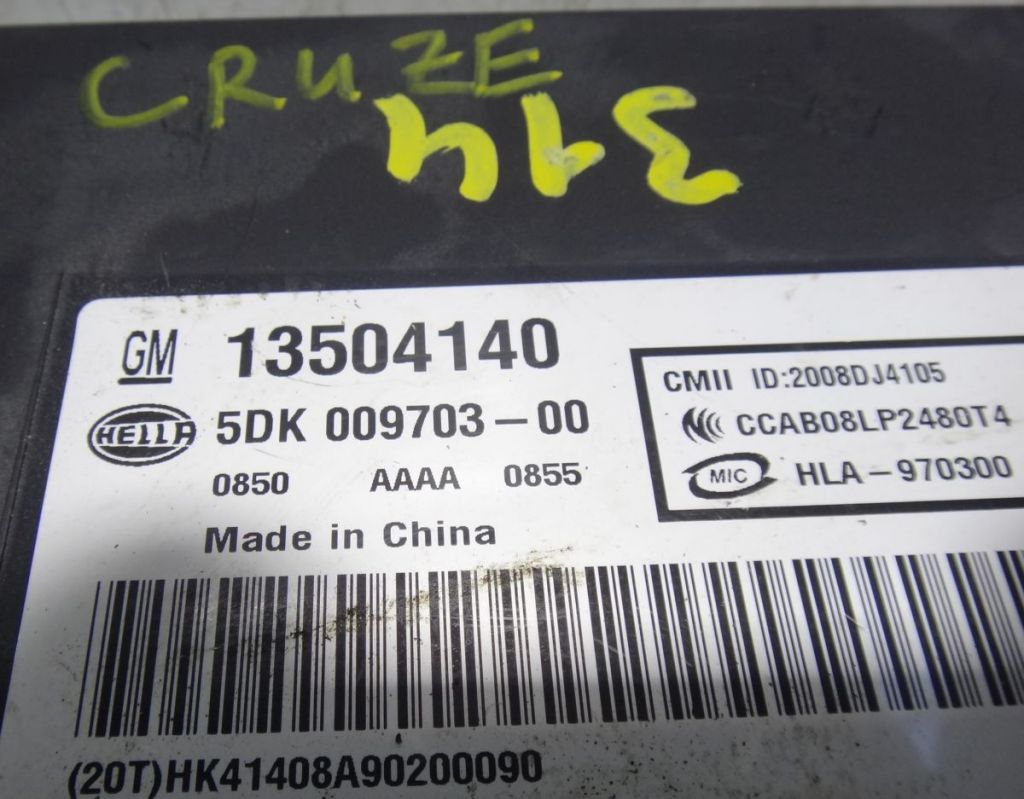 CRUZE
314
GM 13504140
HELLA 5DK 009703-00
0850 AAAA 0855
Made in China
CMII ID:2008DJ4105
CCAB08LP2480T4
MIC HLA-970300
(20T)HK41408A90200090